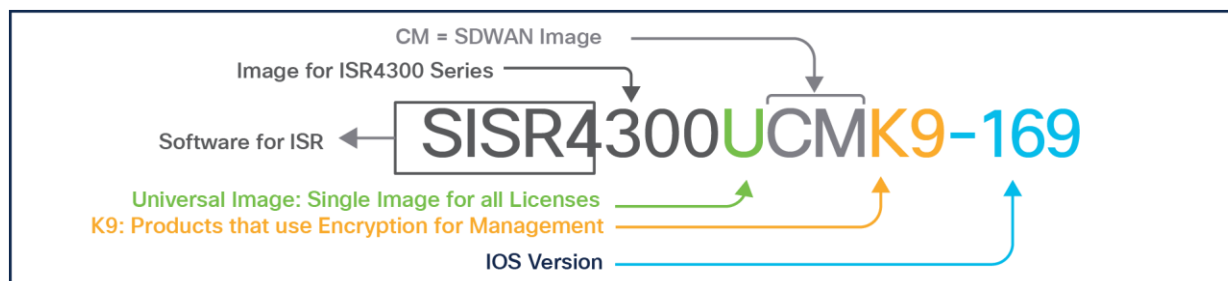 CM = SDWAN Image
Image for ISR4300 Series
SISR4300UCMK9-169
Software for ISR
Universal Image: Single Image for all Licenses
K9: Products that use Encryption for Management
IOS Version